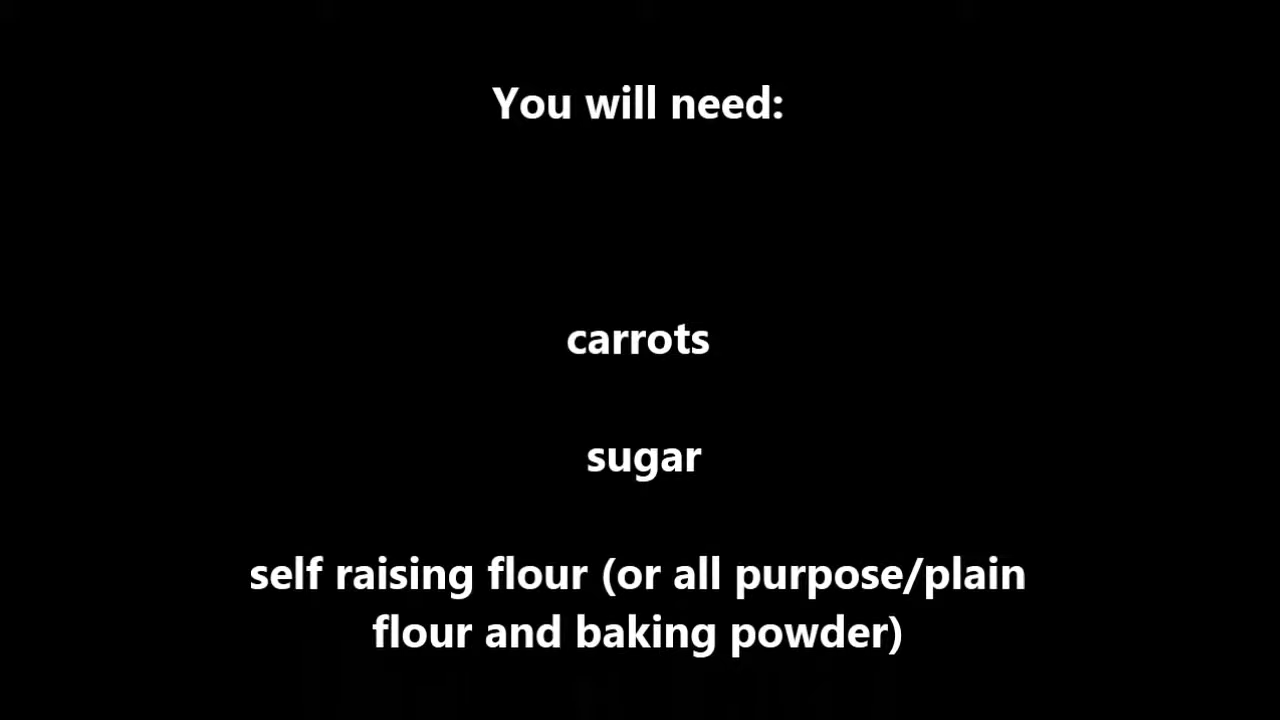 You will need:
carrots
sugar
self raising flour (or all purpose/plain
flour and baking powder)